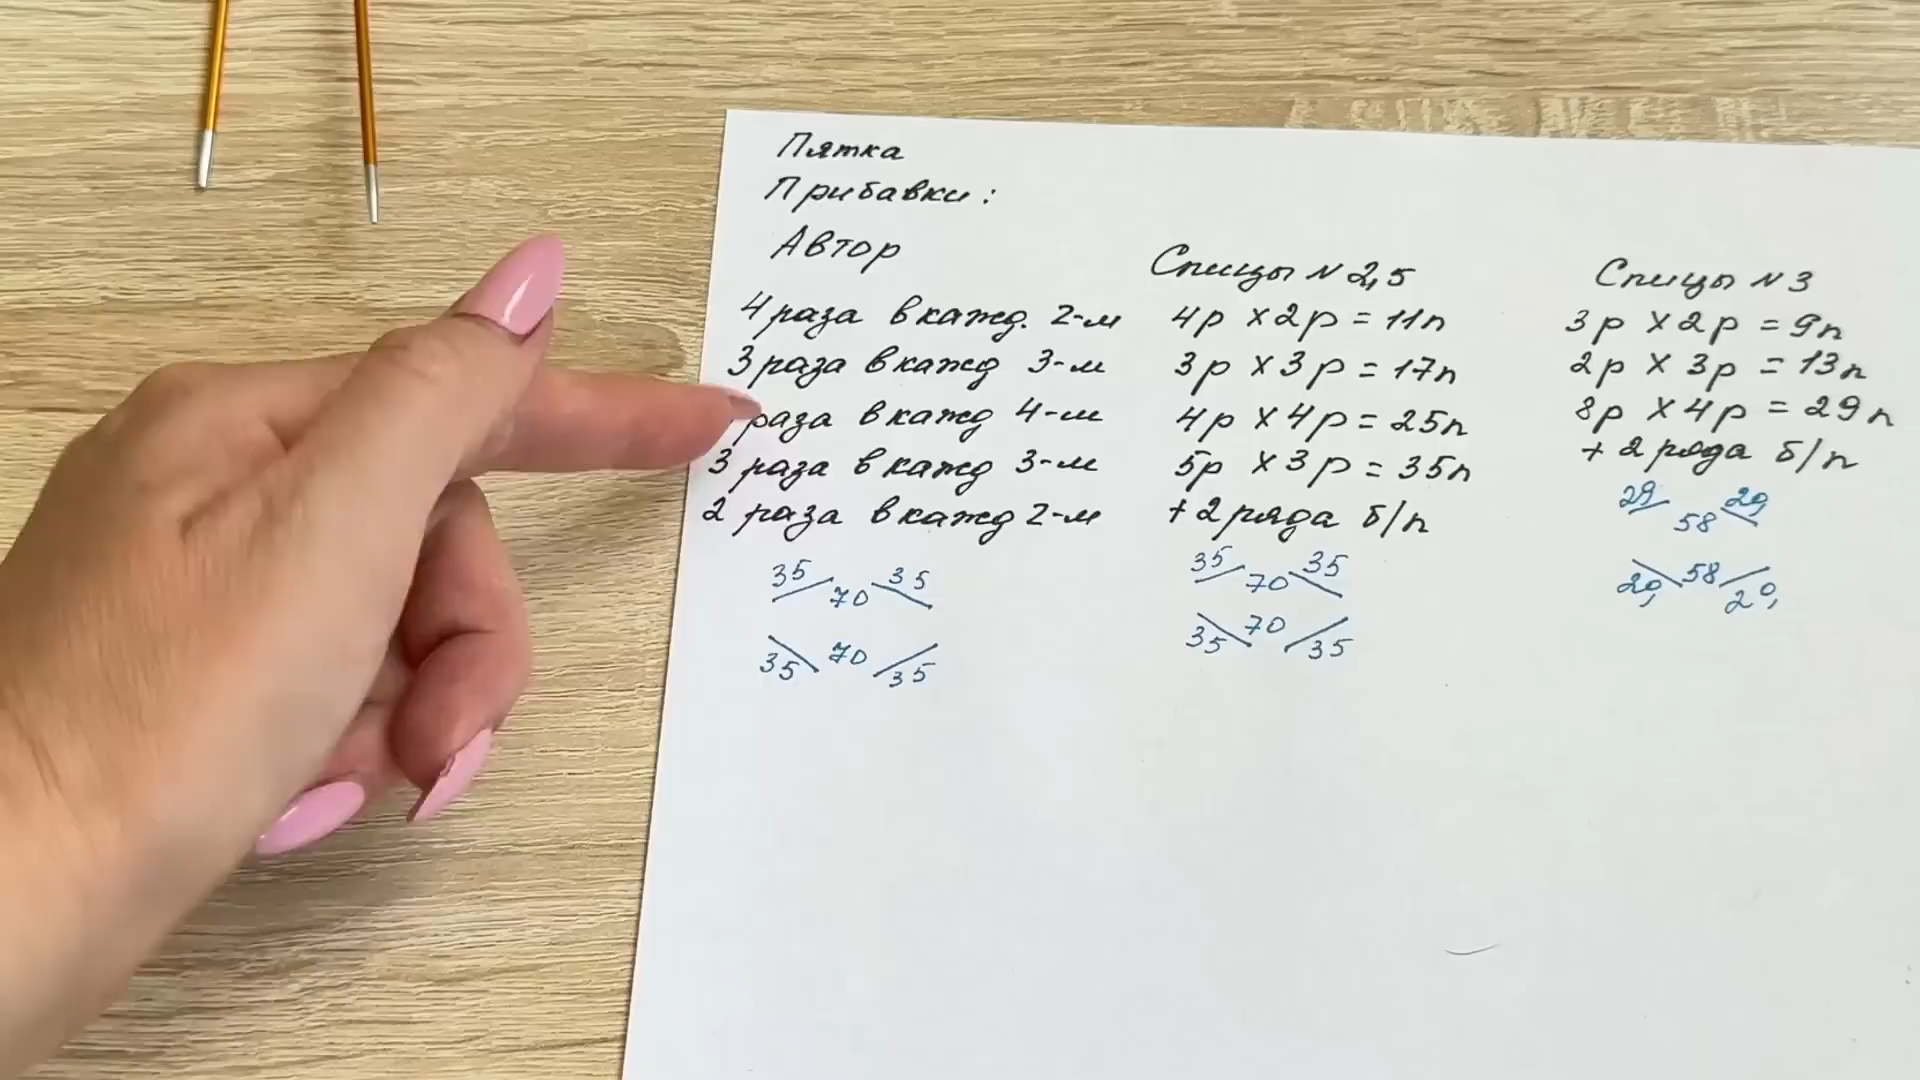 Пятка
Прибавки:
Автор
4 раза в кажд. 2-м
3 раза в кажд 3-м
раза в кажд 4-м
3 раза в кажд 3-м
2 раза в кажд 2-м
35 70 35
35 70 35
Спицы N 2,5
4р x 2р = 11п
3р x 3р = 17п
4р x 4р = 25п
5р x 3р = 35п
+ 2 ряда б/п
35 70 35
35 70 35
Спицы N 3
3р x 2р = 9п
2р x 3р = 13п
8р x 4р = 29п
+ 2 ряда б/п
29 58 29
29 58 29